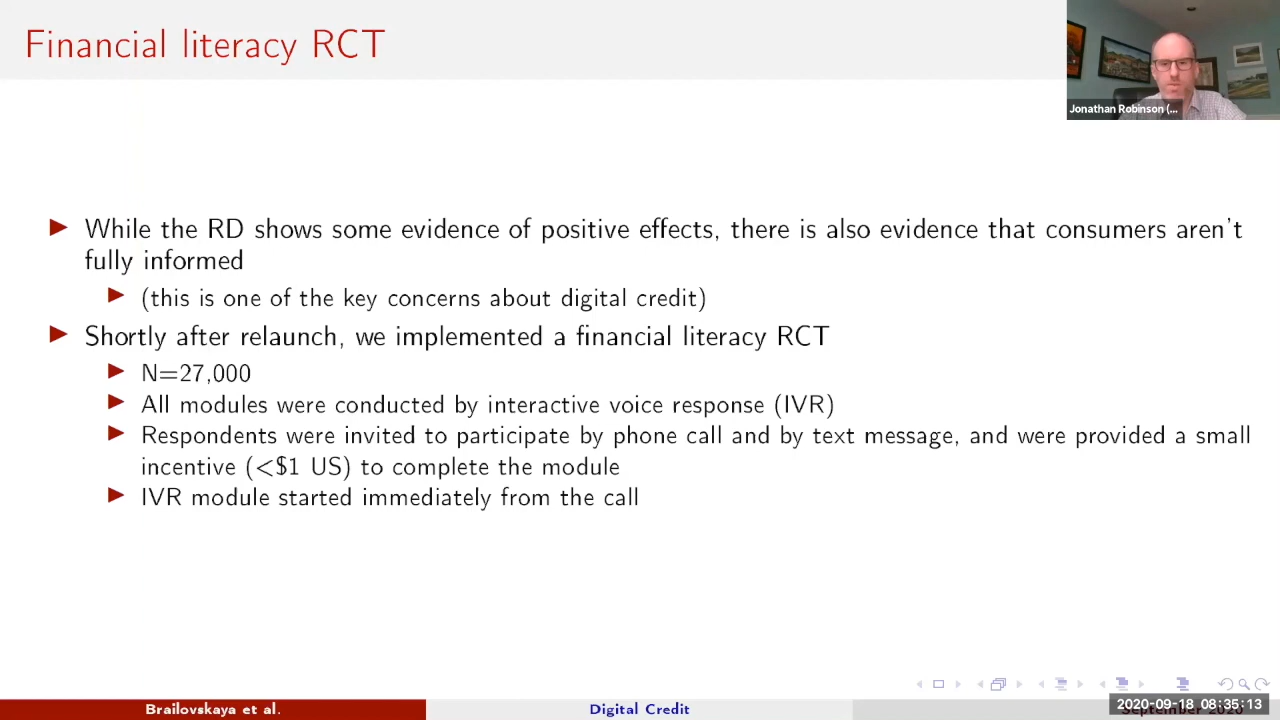 Financial literacy RCT
Jonathan Robinson (...
While the RD shows some evidence of positive effects, there is also evidence that consumers aren't
fully informed
(this is one of the key concerns about digital credit)
Shortly after relaunch, we implemented a financial literacy RCT
N=27,000
All modules were conducted by interactive voice response (IVR)
Respondents were invited to participate by phone call and by text message, and were provided a small
incentive (<$1 US) to complete the module
IVR module started immediately from the call
Brailovskaya et al.
Digital Credit
September 2020
2020-09-18 08:35:13